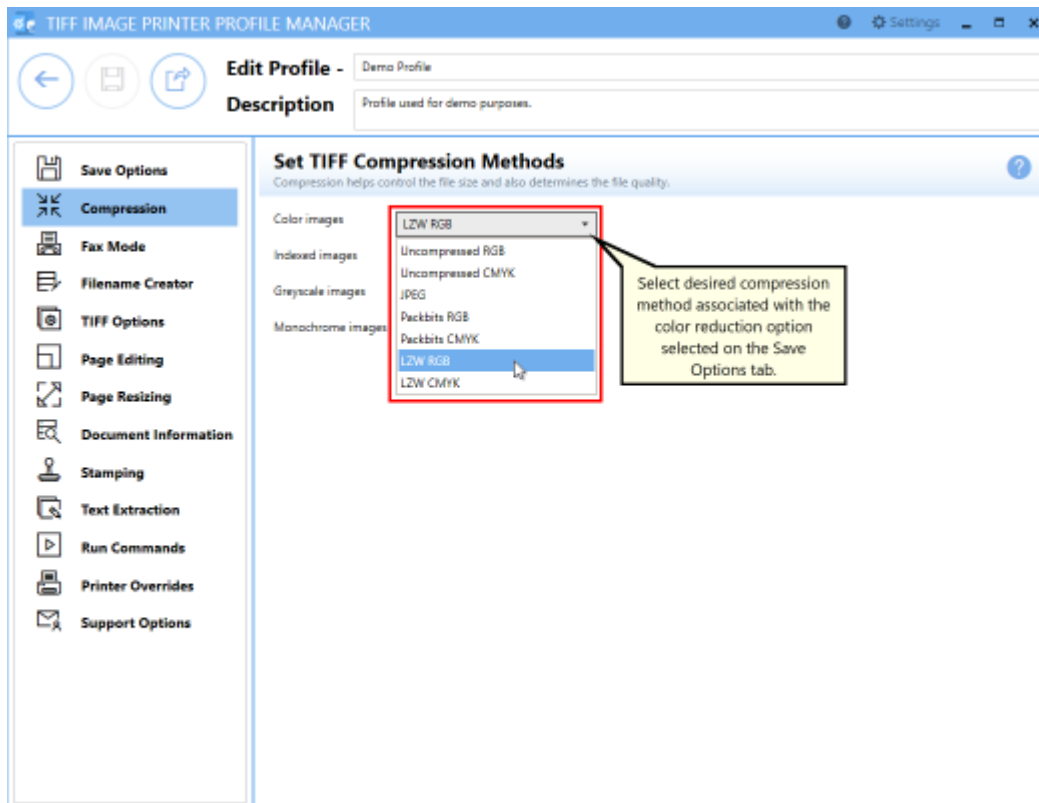 TIFF IMAGE PRINTER PROFILE MANAGER
Settings
Edit Profile - Demo Profile
Description Profile used for demo purposes.
Save Options
Compression
Fax Mode
Filename Creator
TIFF Options
Page Editing
Page Resizing
Document Information
Stamping
Text Extraction
Run Commands
Printer Overrides
Support Options
Set TIFF Compression Methods
Compression helps control the file size and also determines the file quality.
Color images LZW RGB
Indexed images
Greyscale images
Monochrome images
Uncompressed RGB
Uncompressed CMYK
JPEG
Packbits RGB
Packbits CMYK
LZW RGB
LZW CMYK
Select desired compression
method associated with the
color reduction option
selected on the Save
Options tab.